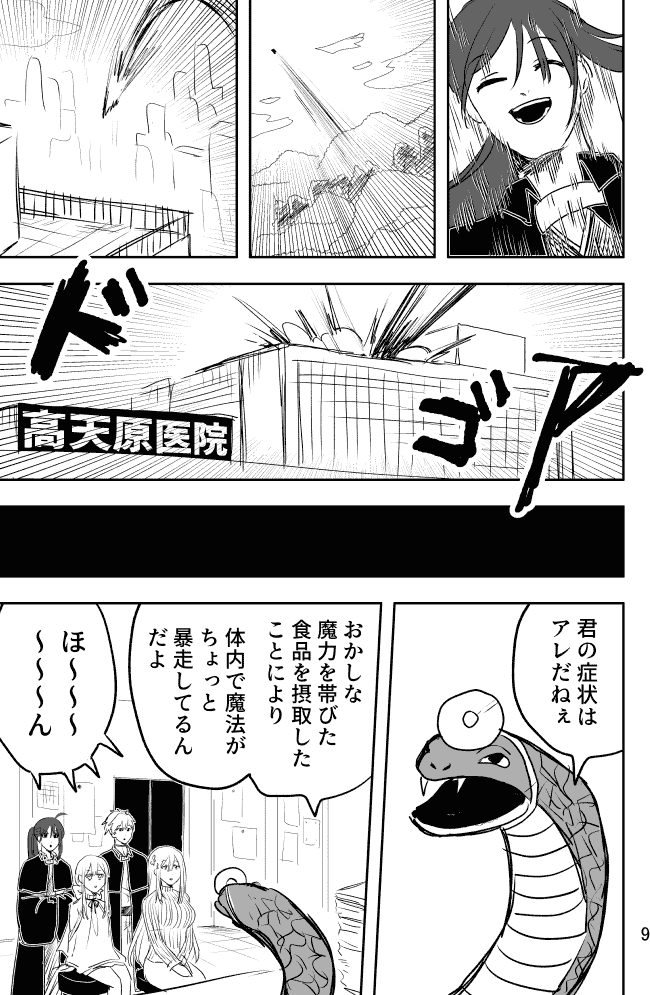 ドゴア
高天原医院
君の症状は
アレだねぇ
おかしな
魔力を帯びた
食品を摂取した
ことにより
体内で魔法が
ちょっと
暴走してるん
だよ
ほ〜〜〜
〜〜〜〜ん
9